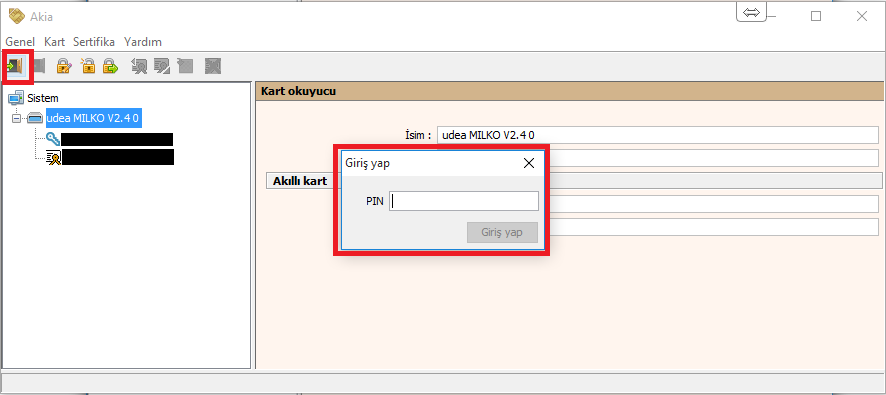 Akia
Genel Kart Sertifika Yardım
Sistem
udea MILKO V2.4 0
Kart okuyucu
İsim : udea MILKO V2.4 0
Akıllı kart
Giriş yap
PIN
Giriş yap